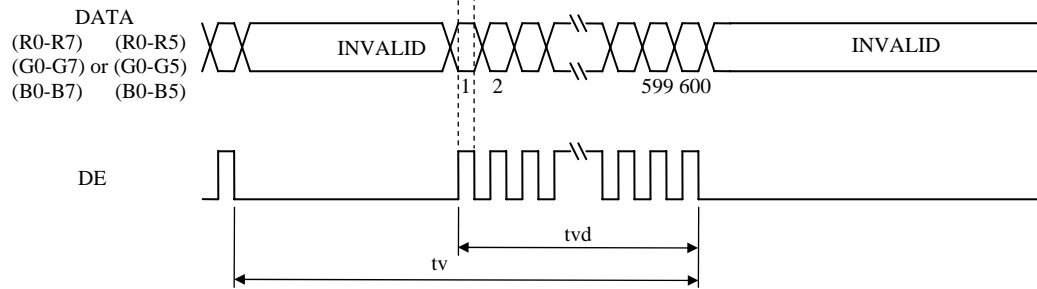 DATA
(R0-R7) (R0-R5)
(G0-G7) or (G0-G5)
(B0-B7) (B0-B5)
INVALID
INVALID
1 2 599 600
DE
tvd
tv